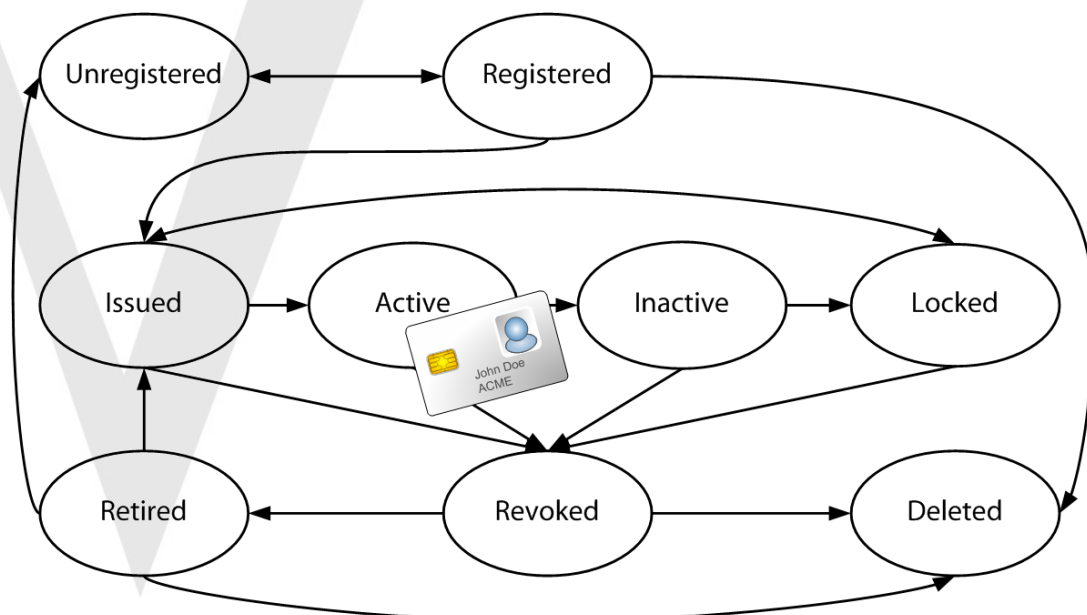 Unregistered
Registered
Issued
Active
Inactive
Locked
John Doe
ACME
Retired
Revoked
Deleted